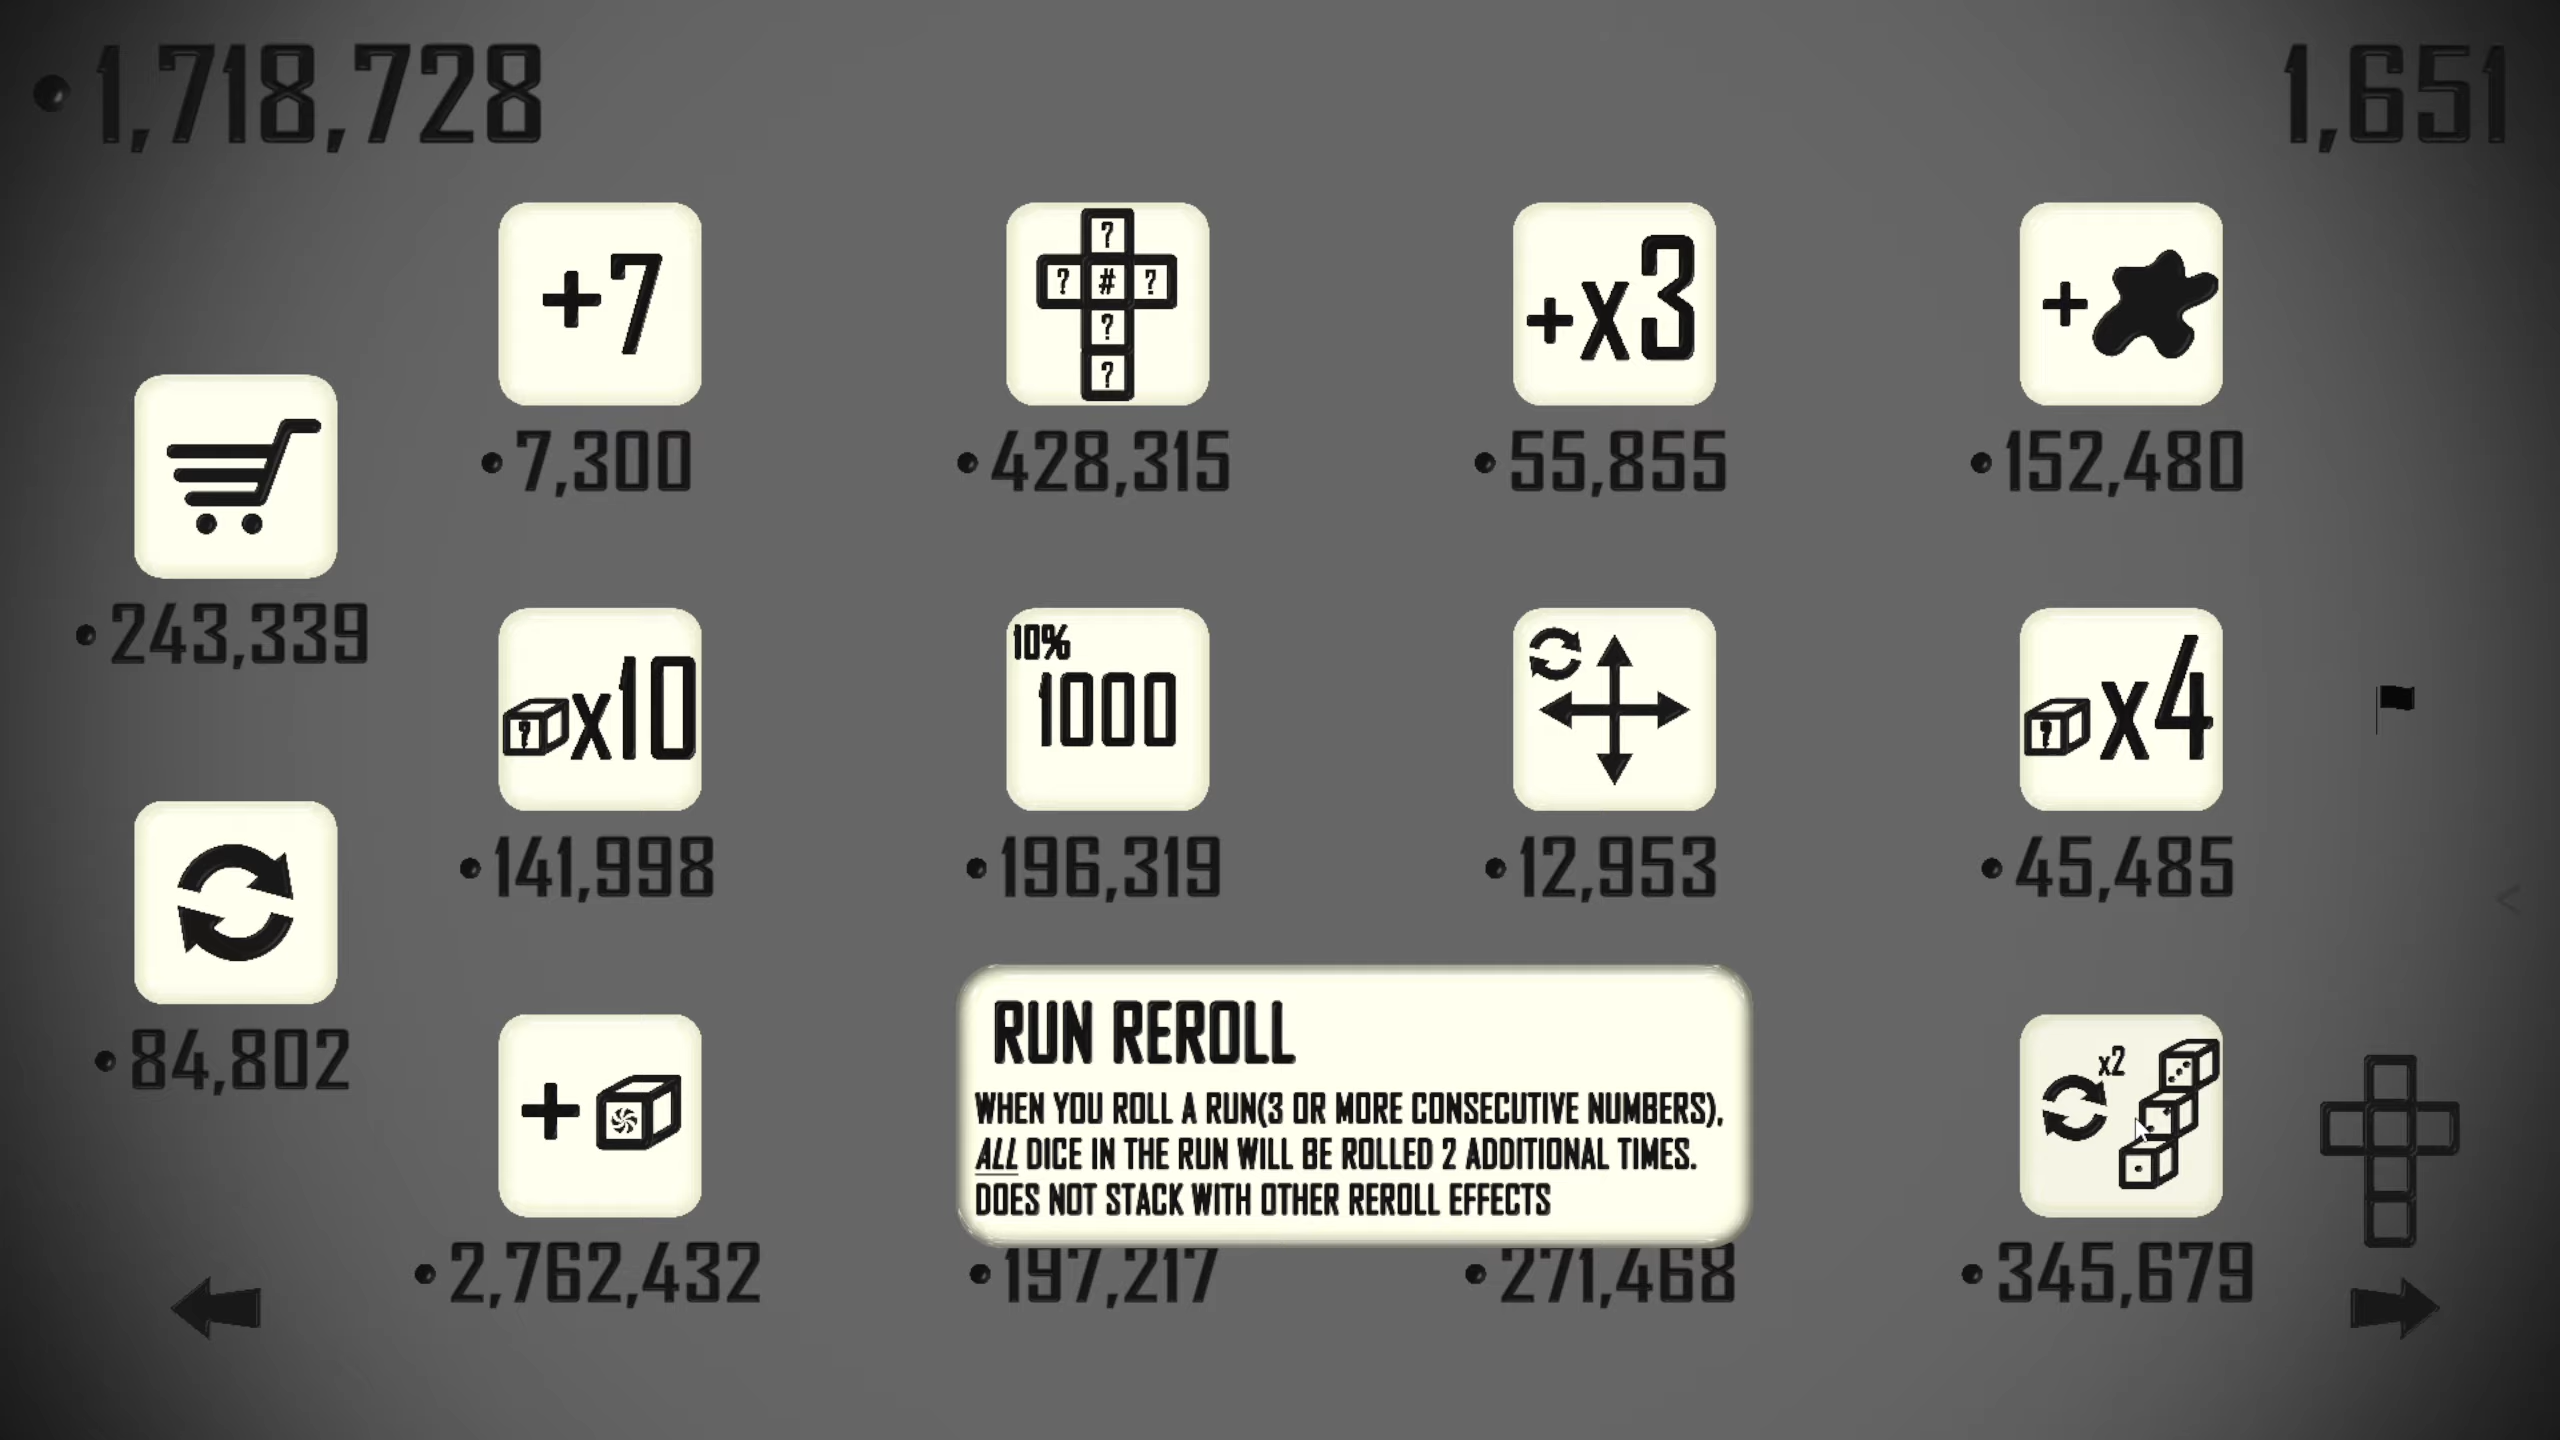 1,718,728
1,651
+7
?
? # ?
?
?
+x3
+
7,300
428,315
55,855
152,480
243,339
? x10
10%
1000
? x4
141,998
196,319
12,953
45,485
84,802
+
RUN REROLL
WHEN YOU ROLL A RUN(3 OR MORE CONSECUTIVE NUMBERS),
ALL DICE IN THE RUN WILL BE ROLLED 2 ADDITIONAL TIMES.
DOES NOT STACK WITH OTHER REROLL EFFECTS
x2
2,762,432
197,217
271,468
345,679